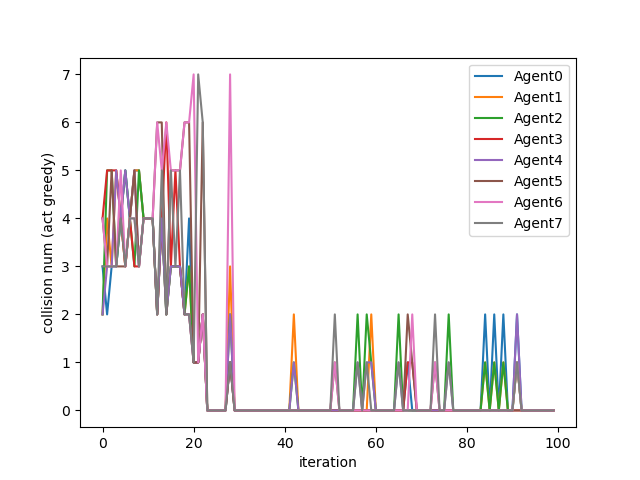 collision num (act greedy)
7
6
5
4
3
2
1
0
0 20 40 60 80 100
iteration
Agent0
Agent1
Agent2
Agent3
Agent4
Agent5
Agent6
Agent7